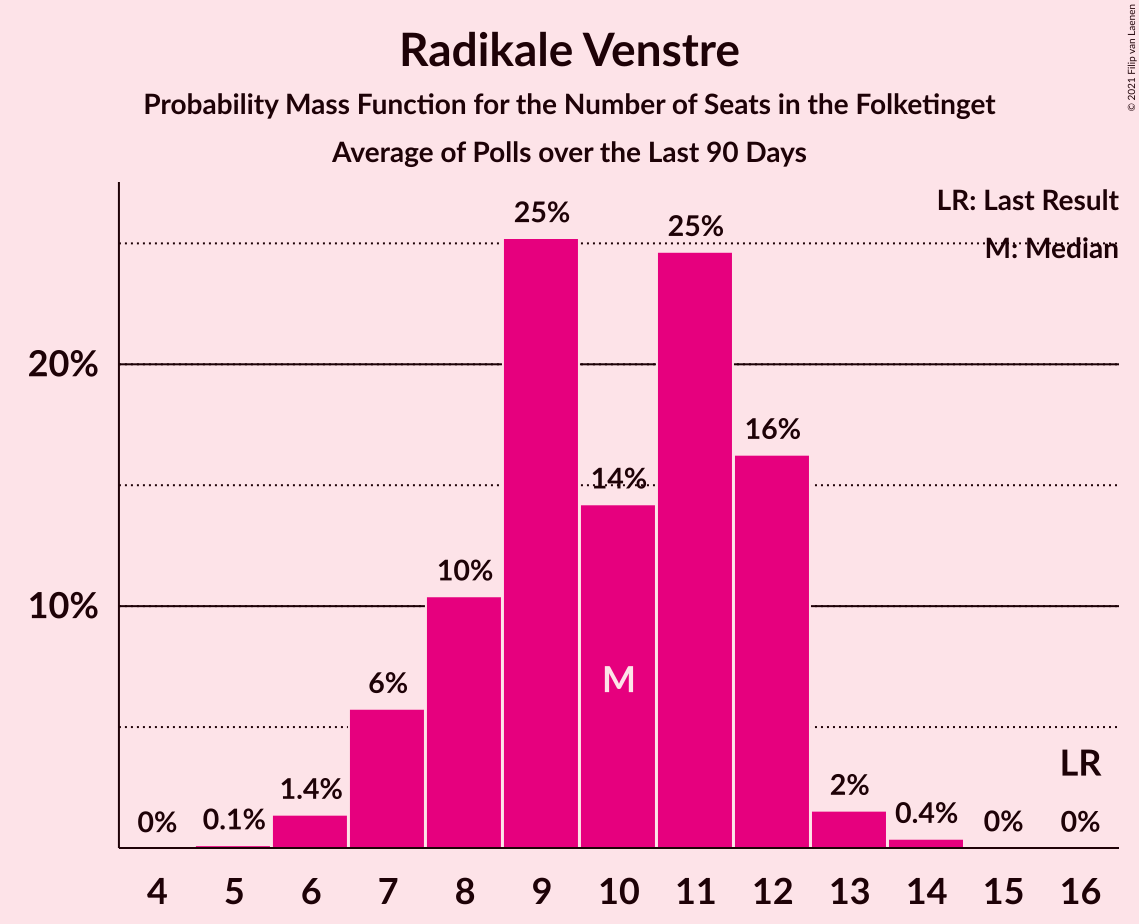 Radikale Venstre
Probability Mass Function for the Number of Seats in the Folketinget
Average of Polls over the Last 90 Days
© 2021 Filip van Laenen
LR: Last Result
M: Median
20%
10%
0%
0.1%
1.4%
6%
10%
25%
14%
25%
16%
2%
0.4%
0%
0%
M
LR
4 5 6 7 8 9 10 11 12 13 14 15 16